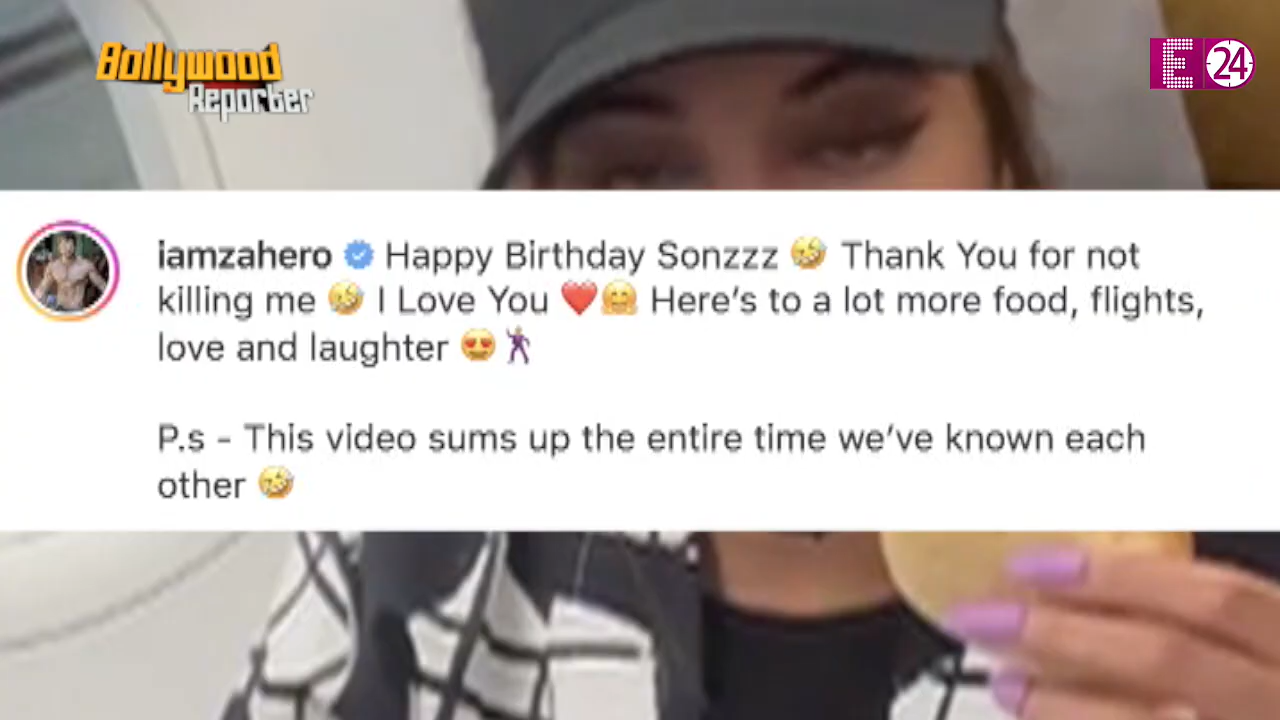 Bollywood
Reporter
E 24
iamzahero Happy Birthday Sonzzz 🤣 Thank You for not
killing me 🤣 I Love You ❤️🤗 Here’s to a lot more food, flights,
love and laughter 😍🕺
P.s - This video sums up the entire time we’ve known each
other 🤣